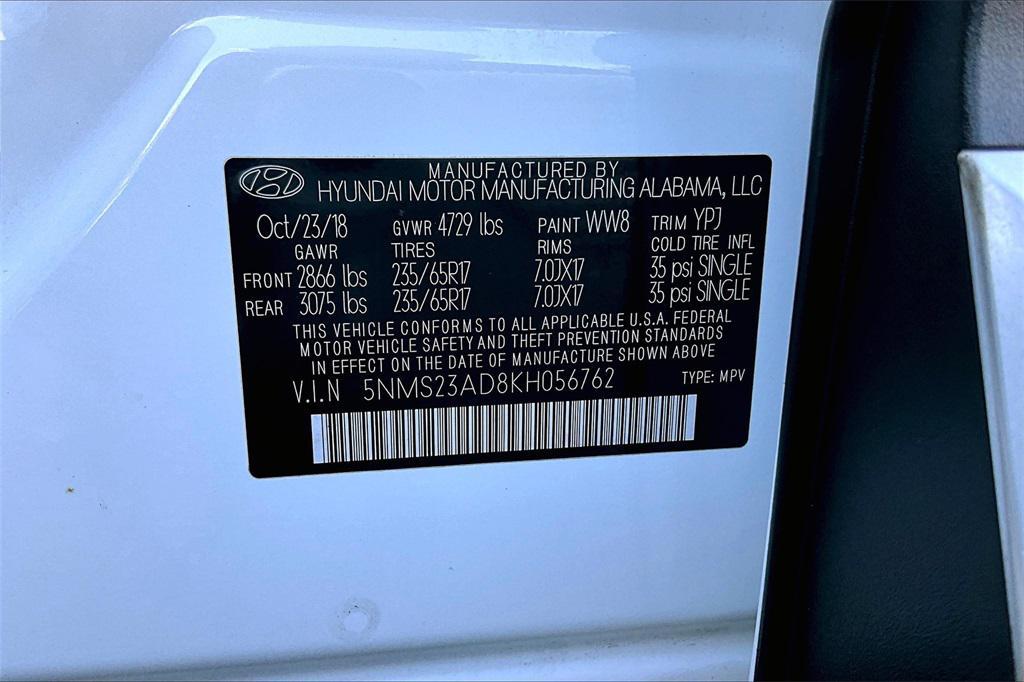 MANUFACTURED BY
HYUNDAI MOTOR MANUFACTURING ALABAMA, LLC
Oct/23/18 GVWR 4729 lbs PAINT WW8 TRIM YPJ
GAWR TIRES RIMS COLD TIRE INFL
FRONT 2866 lbs 235/65R17 7.0JX17 35 psi SINGLE
REAR 3075 lbs 235/65R17 7.0JX17 35 psi SINGLE
THIS VEHICLE CONFORMS TO ALL APPLICABLE U.S.A. FEDERAL
MOTOR VEHICLE SAFETY AND THEFT PREVENTION STANDARDS
IN EFFECT ON THE DATE OF MANUFACTURE SHOWN ABOVE
V.I.N 5NMS23AD8KH056762 TYPE: MPV